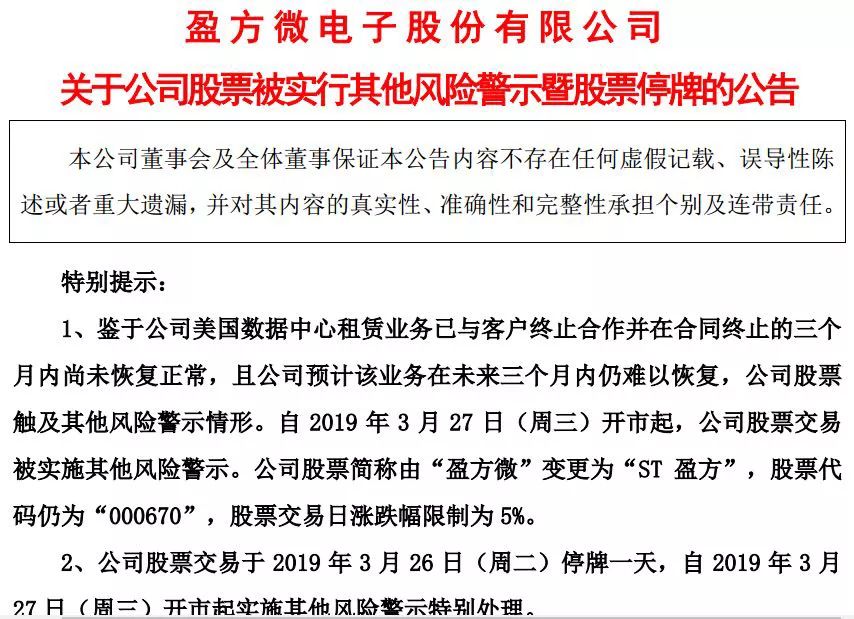 盈方微电子股份有限公司
关于公司股票被实行其他风险警示暨股票停牌的公告
本公司董事会及全体董事保证本公告内容不存在任何虚假记载、误导性陈
述或者重大遗漏，并对其内容的真实性、准确性和完整性承担个别及连带责任。
特别提示：
1、鉴于公司美国数据中心租赁业务已与客户终止合作并在合同终止的三个
月内尚未恢复正常，且公司预计该业务在未来三个月内仍难以恢复，公司股票
触及其他风险警示情形。自 2019 年 3 月 27 日（周三）开市起，公司股票交易
被实施其他风险警示。公司股票简称由“盈方微”变更为“ST 盈方”，股票代
码仍为“000670”，股票交易日涨跌幅限制为 5%。
2、公司股票交易于 2019 年 3 月 26 日（周二）停牌一天，自 2019 年 3 月
27 日（周三）开市起实施其他风险警示特别处理。